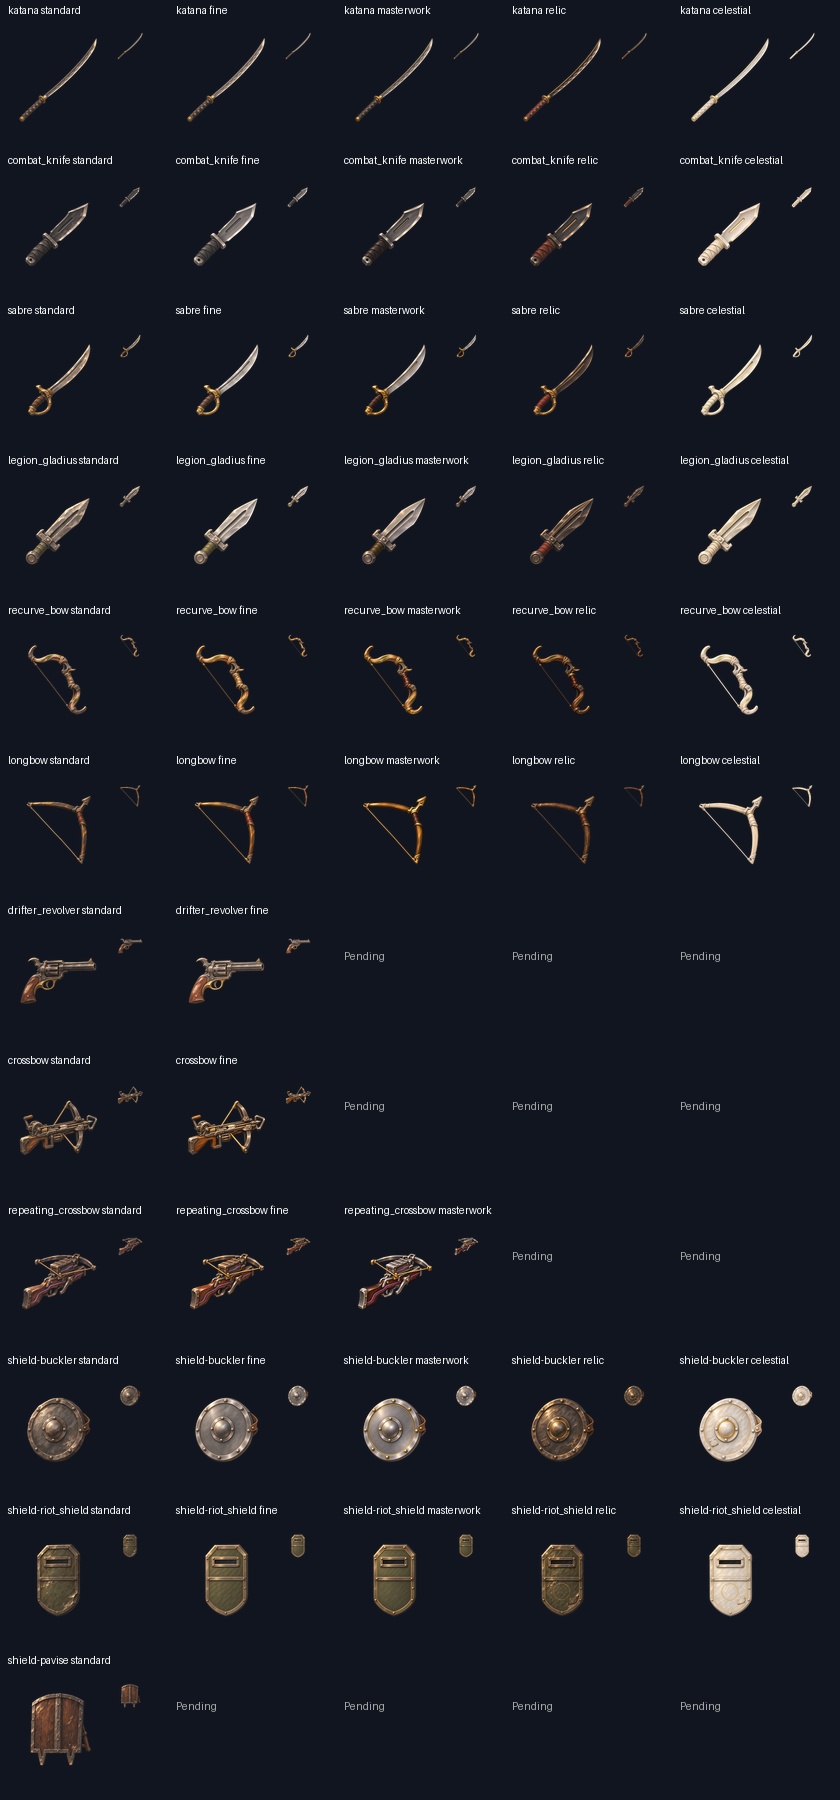 katana standard
katana fine
katana masterwork
katana relic
katana celestial
combat_knife standard
combat_knife fine
combat_knife masterwork
combat_knife relic
combat_knife celestial
sabre standard
sabre fine
sabre masterwork
sabre relic
sabre celestial
legion_gladius standard
legion_gladius fine
legion_gladius masterwork
legion_gladius relic
legion_gladius celestial
recurve_bow standard
recurve_bow fine
recurve_bow masterwork
recurve_bow relic
recurve_bow celestial
longbow standard
longbow fine
longbow masterwork
longbow relic
longbow celestial
drifter_revolver standard
drifter_revolver fine
Pending
Pending
Pending
crossbow standard
crossbow fine
Pending
Pending
Pending
repeating_crossbow standard
repeating_crossbow fine
repeating_crossbow masterwork
Pending
Pending
shield-buckler standard
shield-buckler fine
shield-buckler masterwork
shield-buckler relic
shield-buckler celestial
shield-riot_shield standard
shield-riot_shield fine
shield-riot_shield masterwork
shield-riot_shield relic
shield-riot_shield celestial
shield-pavise standard
Pending
Pending
Pending
Pending